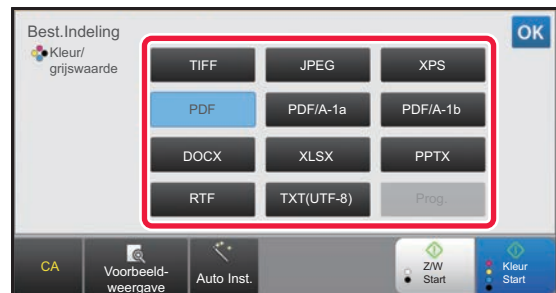 Best.Indeling
OK
Kleur/
grijswaarde
TIFF
JPEG
XPS
PDF
PDF/A-1a
PDF/A-1b
DOCX
XLSX
PPTX
RTF
TXT(UTF-8)
Prog.
CA
Voorbeeld-
weergave
Auto Inst.
Z/W
Start
Kleur
Start